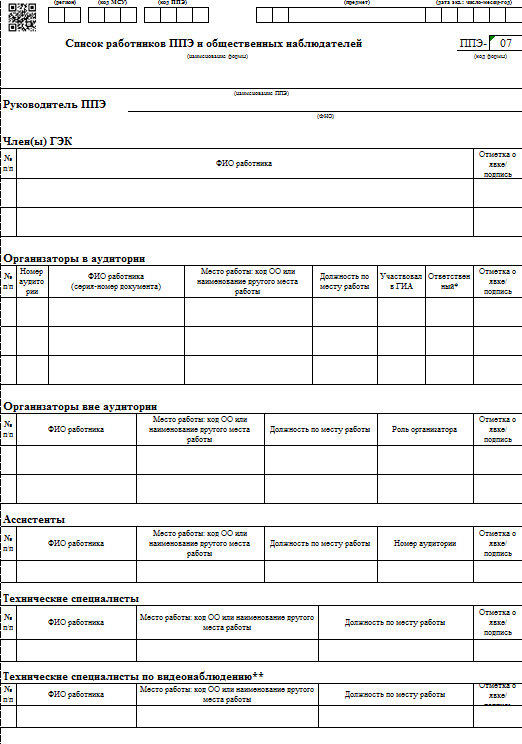 (регион) (код МСУ) (код ППЭ) (предмет) (дата экз.: число-месяц-год)
Список работников ППЭ и общественных наблюдателей ППЭ- 07
(наименование формы) (код формы)
(наименование ППЭ)
Руководитель ППЭ
(ФИО)
Член(ы) ГЭК
№ п/п ФИО работника Отметка о явке/ подпись
Организаторы в аудитории
№ п/п Номер аудито рии ФИО работника (серия-номер документа) Место работы: код ОО или наименование другого места работы Должность по месту работы Участвовал в ГИА Ответствен ный* Отметка о явке/ подпись
Организаторы вне аудитории
№ п/п ФИО работника Место работы: код ОО или наименование другого места работы Должность по месту работы Роль организатора Отметка о явке/ подпись
Ассистенты
№ п/п ФИО работника Место работы: код ОО или наименование другого места работы Должность по месту работы Номер аудитории Отметка о явке/ подпись
Технические специалисты
№ п/п ФИО работника Место работы: код ОО или наименование другого места работы Должность по месту работы Отметка о явке/ подпись
Технические специалисты по видеонаблюдению**
№ п/п ФИО работника Место работы: код ОО или наименование другого места работы Должность по месту работы Отметка о явке/ подпись